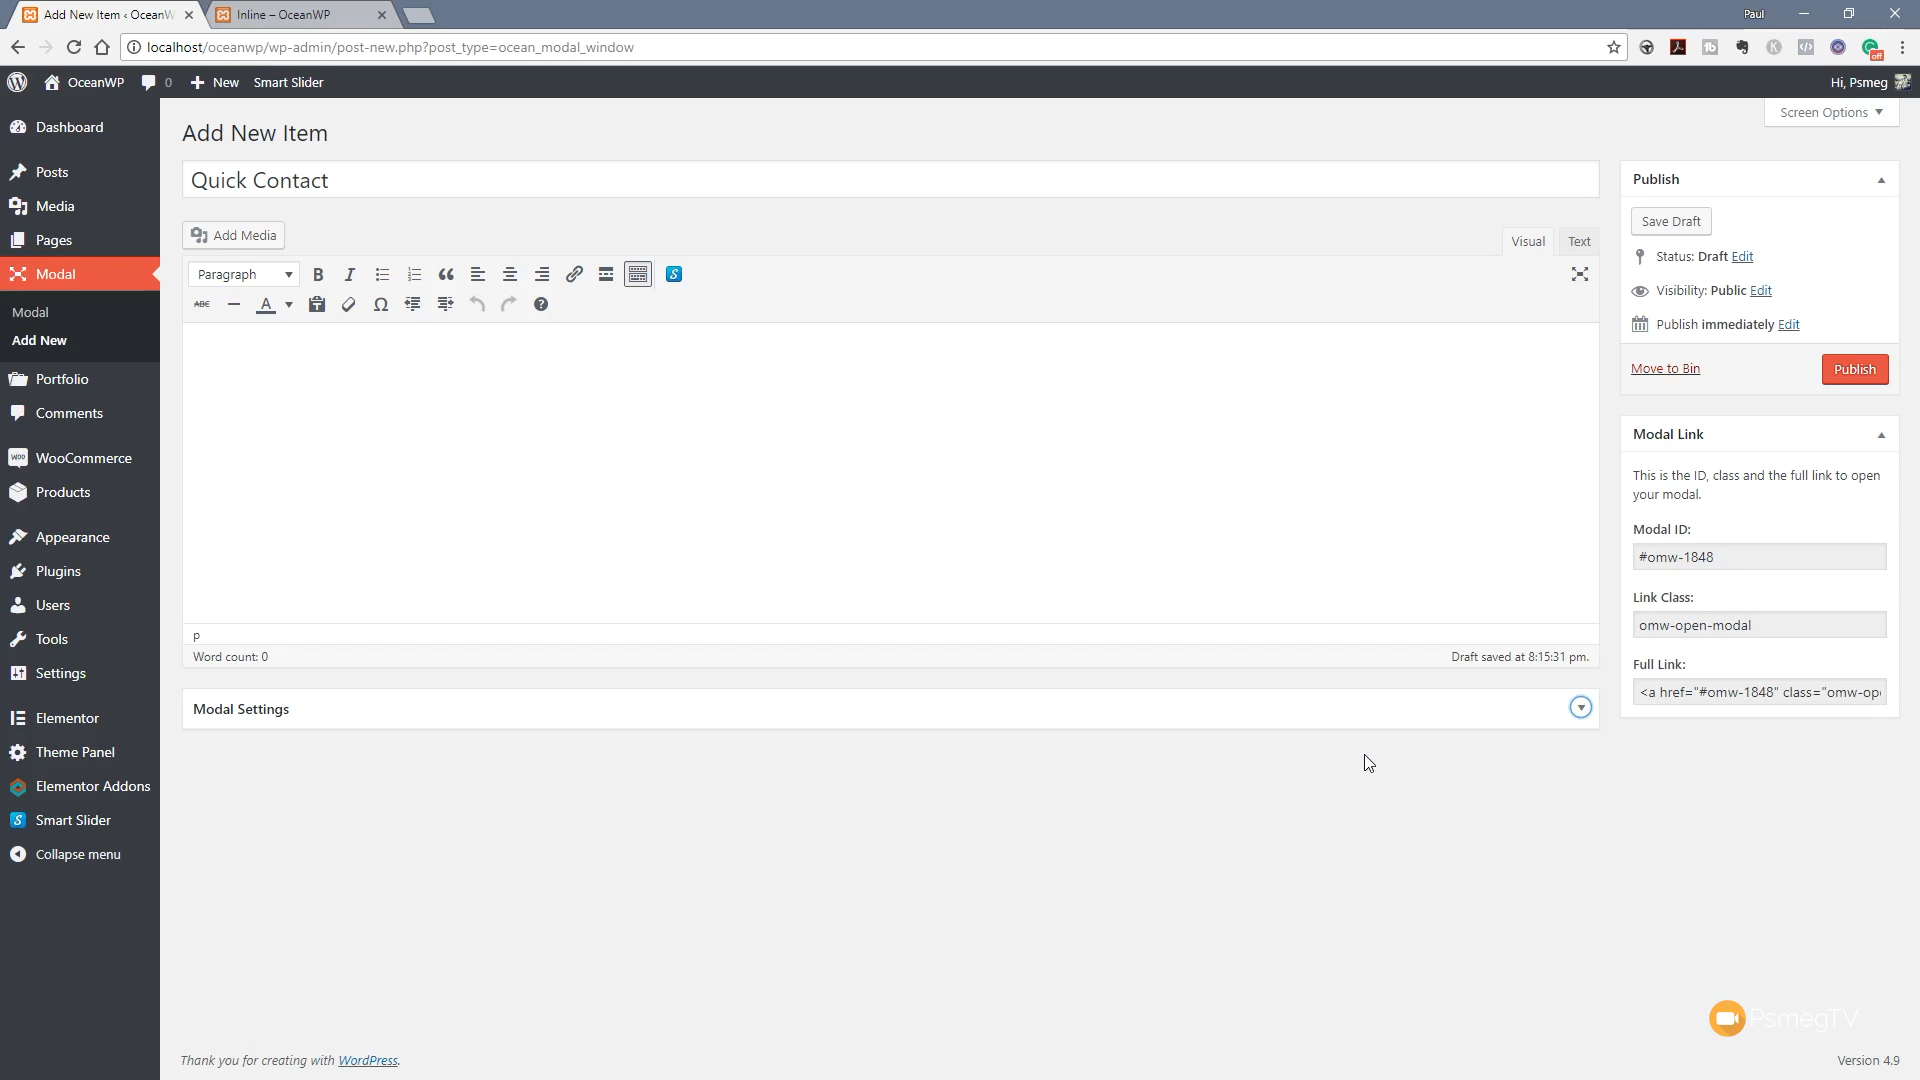 Add New Item ‹ OceanW
Inline – OceanWP
Paul
localhost/oceanwp/wp-admin/post-new.php?post_type=ocean_modal_window
off
OceanWP
0
New
Smart Slider
Hi, Psmeg
Screen Options
Dashboard
Posts
Media
Pages
Modal
Modal
Add New
Portfolio
Comments
WooCommerce
Products
Appearance
Plugins
Users
Tools
Settings
Elementor
Theme Panel
Elementor Addons
Smart Slider
Collapse menu
Add New Item
Quick Contact
Add Media
Visual
Text
Paragraph
ABC
p
Word count: 0
Draft saved at 8:15:31 pm.
Modal Settings
Publish
Save Draft
Status: Draft Edit
Visibility: Public Edit
Publish immediately Edit
Move to Bin
Publish
Modal Link
This is the ID, class and the full link to open
your modal.
Modal ID:
#omw-1848
Link Class:
omw-open-modal
Full Link:
<a href="#omw-1848" class="omw-op
PsmegTV
Thank you for creating with WordPress.
Version 4.9